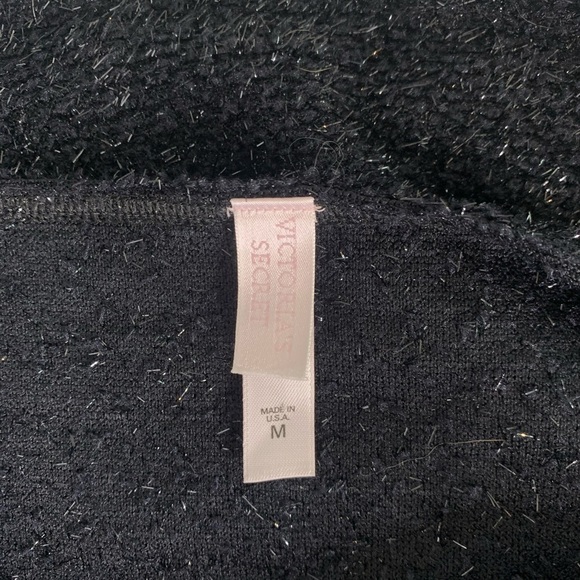 VICTORIA'S
SECRET
MADE IN
U.S.A.
M